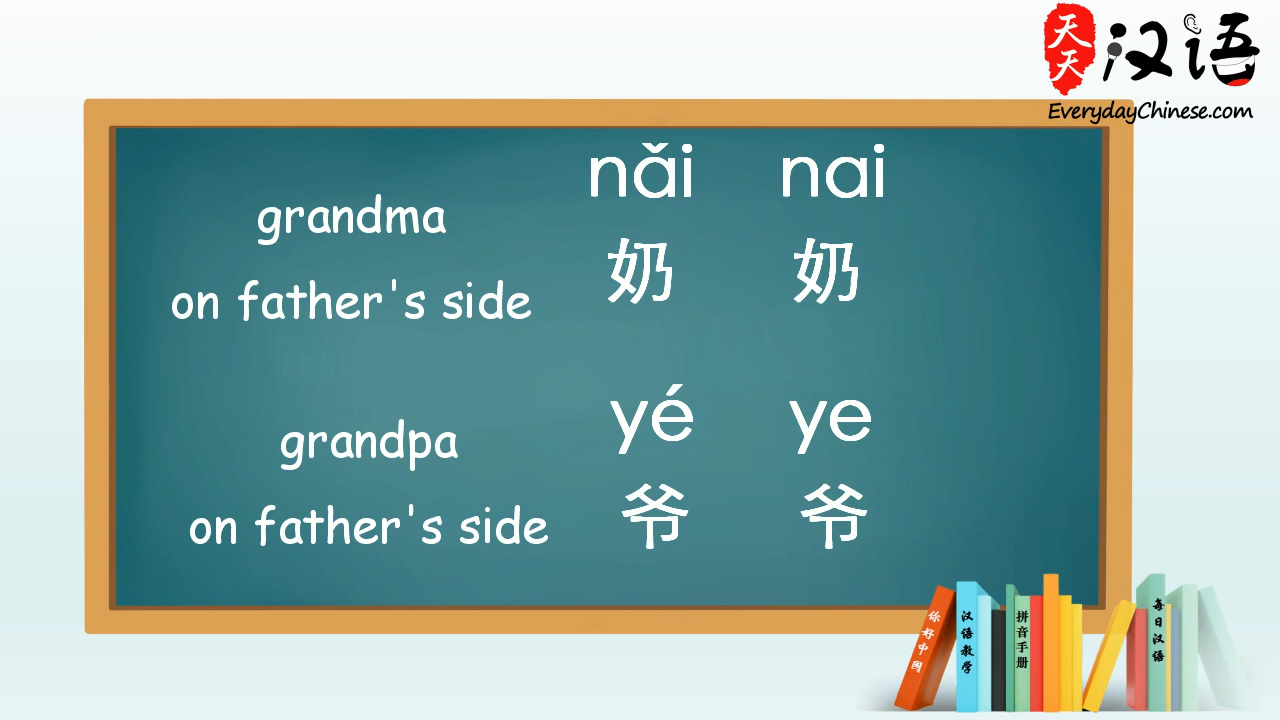 天天汉语
EverydayChinese.com
grandma
on father's side
nǎi nai
奶 奶
grandpa
on father's side
yé ye
爷 爷
你好中国
汉语教学
拼音手册
每日汉语